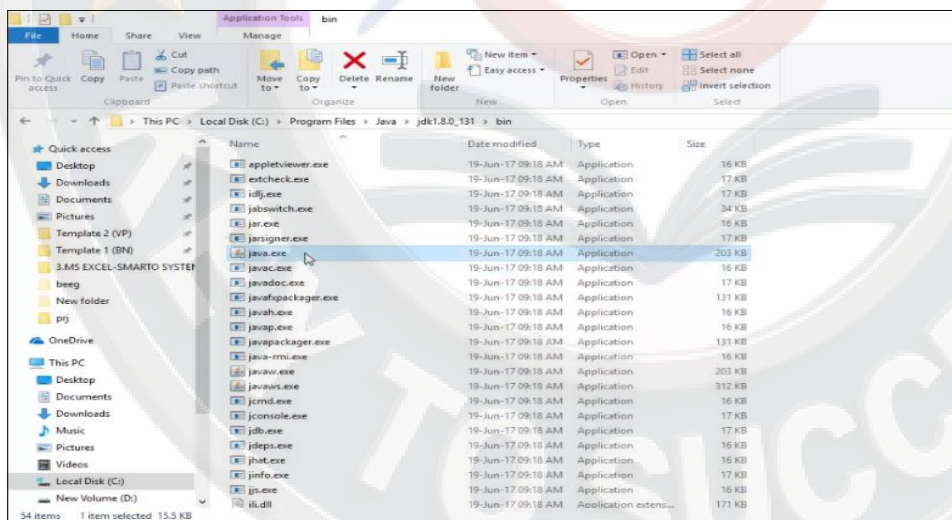 Application Tools bin
File Home Share View Manage
Pin to Quick access
Copy
Paste
Cut
Copy path
Paste shortcut
Move to
Copy to
Delete
Rename
New folder
New item
Easy access
Properties
Open
Edit
History
Select all
Select none
Invert selection
Clipboard Organize New Open Select
This PC > Local Disk (C:) > Program Files > Java > jdk1.8.0_131 > bin
Quick access
Desktop
Downloads
Documents
Pictures
Template 2 (VP)
Template 1 (BN)
3.MS EXCEL-SMARTO SYSTEM
beeg
New folder
prj
OneDrive
This PC
Desktop
Documents
Downloads
Music
Pictures
Videos
Local Disk (C:)
New Volume (D:)
Name Date modified Type Size
appletviewer.exe 19-Jun-17 09:18 AM Application 16 KB
extcheck.exe 19-Jun-17 09:18 AM Application 17 KB
idlj.exe 19-Jun-17 09:18 AM Application 17 KB
jabswitch.exe 19-Jun-17 09:18 AM Application 34 KB
jar.exe 19-Jun-17 09:18 AM Application 16 KB
jarsigner.exe 19-Jun-17 09:18 AM Application 17 KB
java.exe 19-Jun-17 09:18 AM Application 203 KB
javac.exe 19-Jun-17 09:18 AM Application 16 KB
javadoc.exe 19-Jun-17 09:18 AM Application 17 KB
javafxpackager.exe 19-Jun-17 09:18 AM Application 131 KB
javah.exe 19-Jun-17 09:18 AM Application 16 KB
javap.exe 19-Jun-17 09:18 AM Application 16 KB
javapackager.exe 19-Jun-17 09:18 AM Application 131 KB
java-rmi.exe 19-Jun-17 09:18 AM Application 16 KB
javaw.exe 19-Jun-17 09:18 AM Application 203 KB
javaws.exe 19-Jun-17 09:18 AM Application 312 KB
jcmd.exe 19-Jun-17 09:18 AM Application 16 KB
jconsole.exe 19-Jun-17 09:18 AM Application 17 KB
jdb.exe 19-Jun-17 09:18 AM Application 17 KB
jdeps.exe 19-Jun-17 09:18 AM Application 16 KB
jhat.exe 19-Jun-17 09:18 AM Application 16 KB
jinfo.exe 19-Jun-17 09:18 AM Application 17 KB
jjs.exe 19-Jun-17 09:18 AM Application 16 KB
jli.dll 19-Jun-17 09:18 AM Application extens... 171 KB
54 items 1 item selected 15.5 KB
TO SUCC